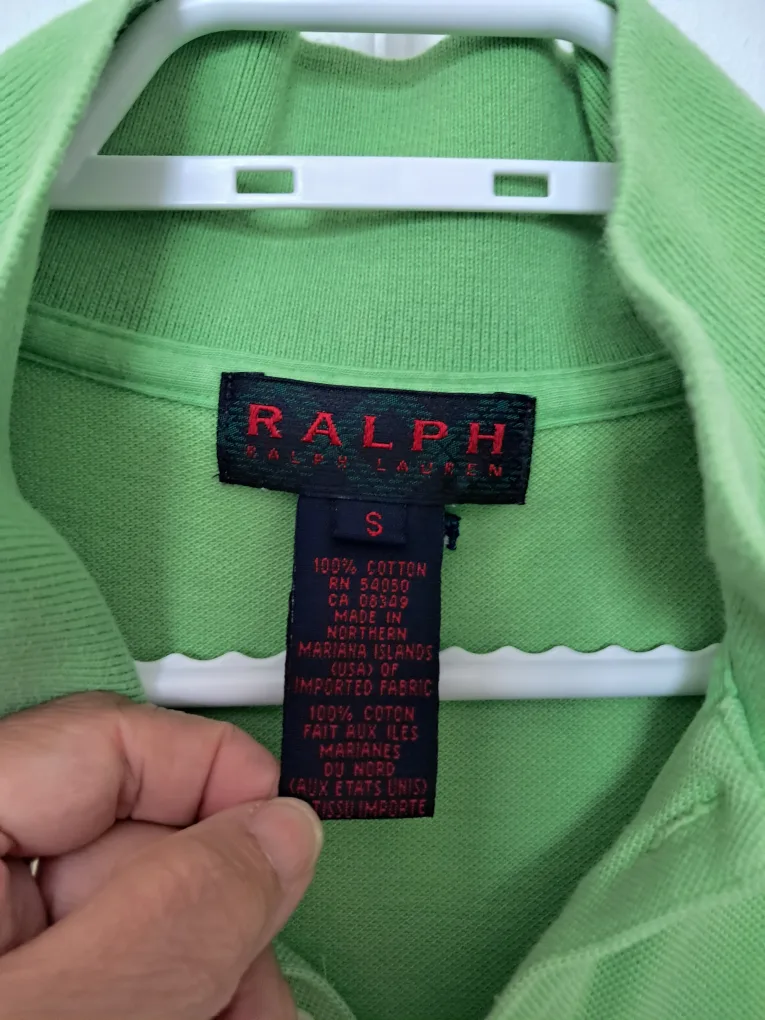 RALPH
RALPH LAUREN
S
100% COTTON
RN 54050
CA 08349
MADE IN
NORTHERN
MARIANA ISLANDS
(USA) OF
IMPORTED FABRIC
100% COTON
FAIT AUX ILES
MARIANES
DU NORD
(AUX ETATS UNIS)
TISSU IMPORTE